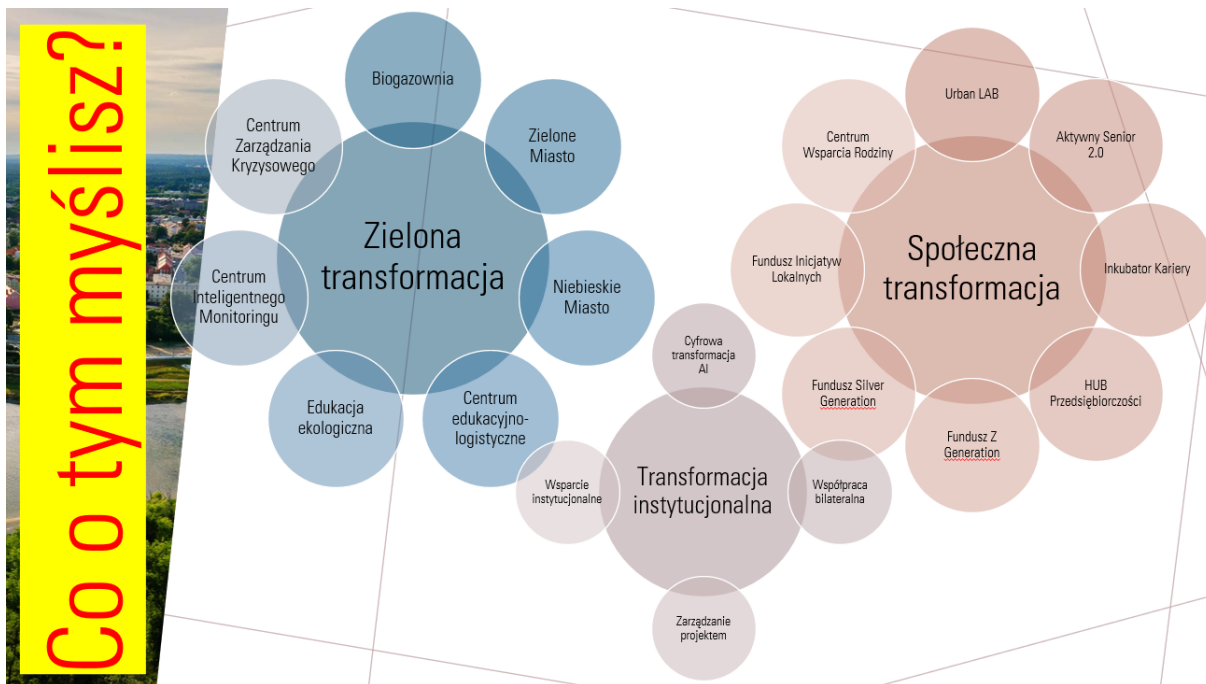 Co o tym myślisz?
Biogazownia
Centrum
Zarządzania
Kryzysowego
Zielone
Miasto
Zielona
transformacja
Centrum
Inteligentnego
Monitoringu
Niebieskie
Miasto
Edukacja
ekologiczna
Centrum
edukacyjno-
logistyczne
Cyfrowa
transformacja
AI
Wsparcie
instytucjonalne
Transformacja
instytucjonalna
Współpraca
bilateralna
Zarządzanie
projektem
Urban LAB
Centrum
Wsparcia Rodziny
Aktywny Senior
2.0
Fundusz Inicjatyw
Lokalnych
Społeczna
transformacja
Inkubator Kariery
Fundusz Silver
Generation
HUB
Przedsiębiorczości
Fundusz Z
Generation